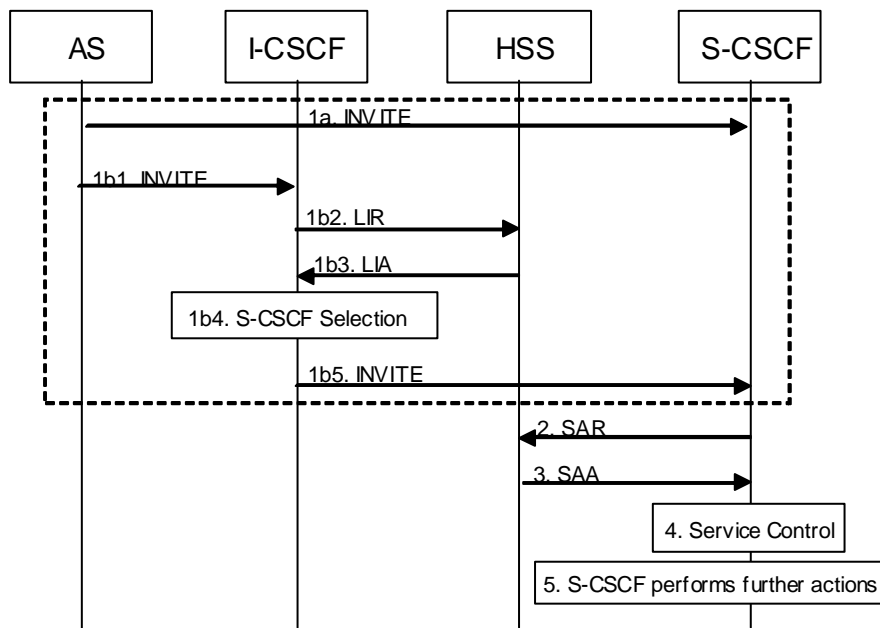 AS
I-CSCF
HSS
S-CSCF
1a. INVITE
1b1. INVITE
1b2. LIR
1b3. LIA
1b4. S-CSCF Selection
1b5. INVITE
2. SAR
3. SAA
4. Service Control
5. S-CSCF performs further actions